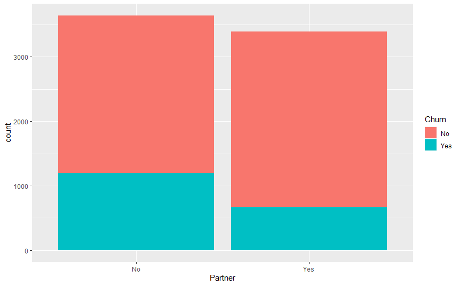 3000
2000
1000
0
count
No
Yes
Partner
Churn
No
Yes